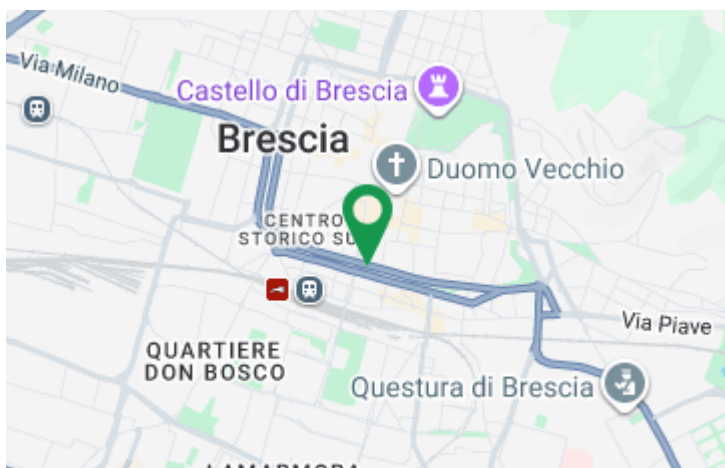 Via Milano
Castello di Brescia
Brescia
Duomo Vecchio
CENTRO
STORICO SU
Via Piave
QUARTIERE
DON BOSCO
Questura di Brescia
LAMARMORA